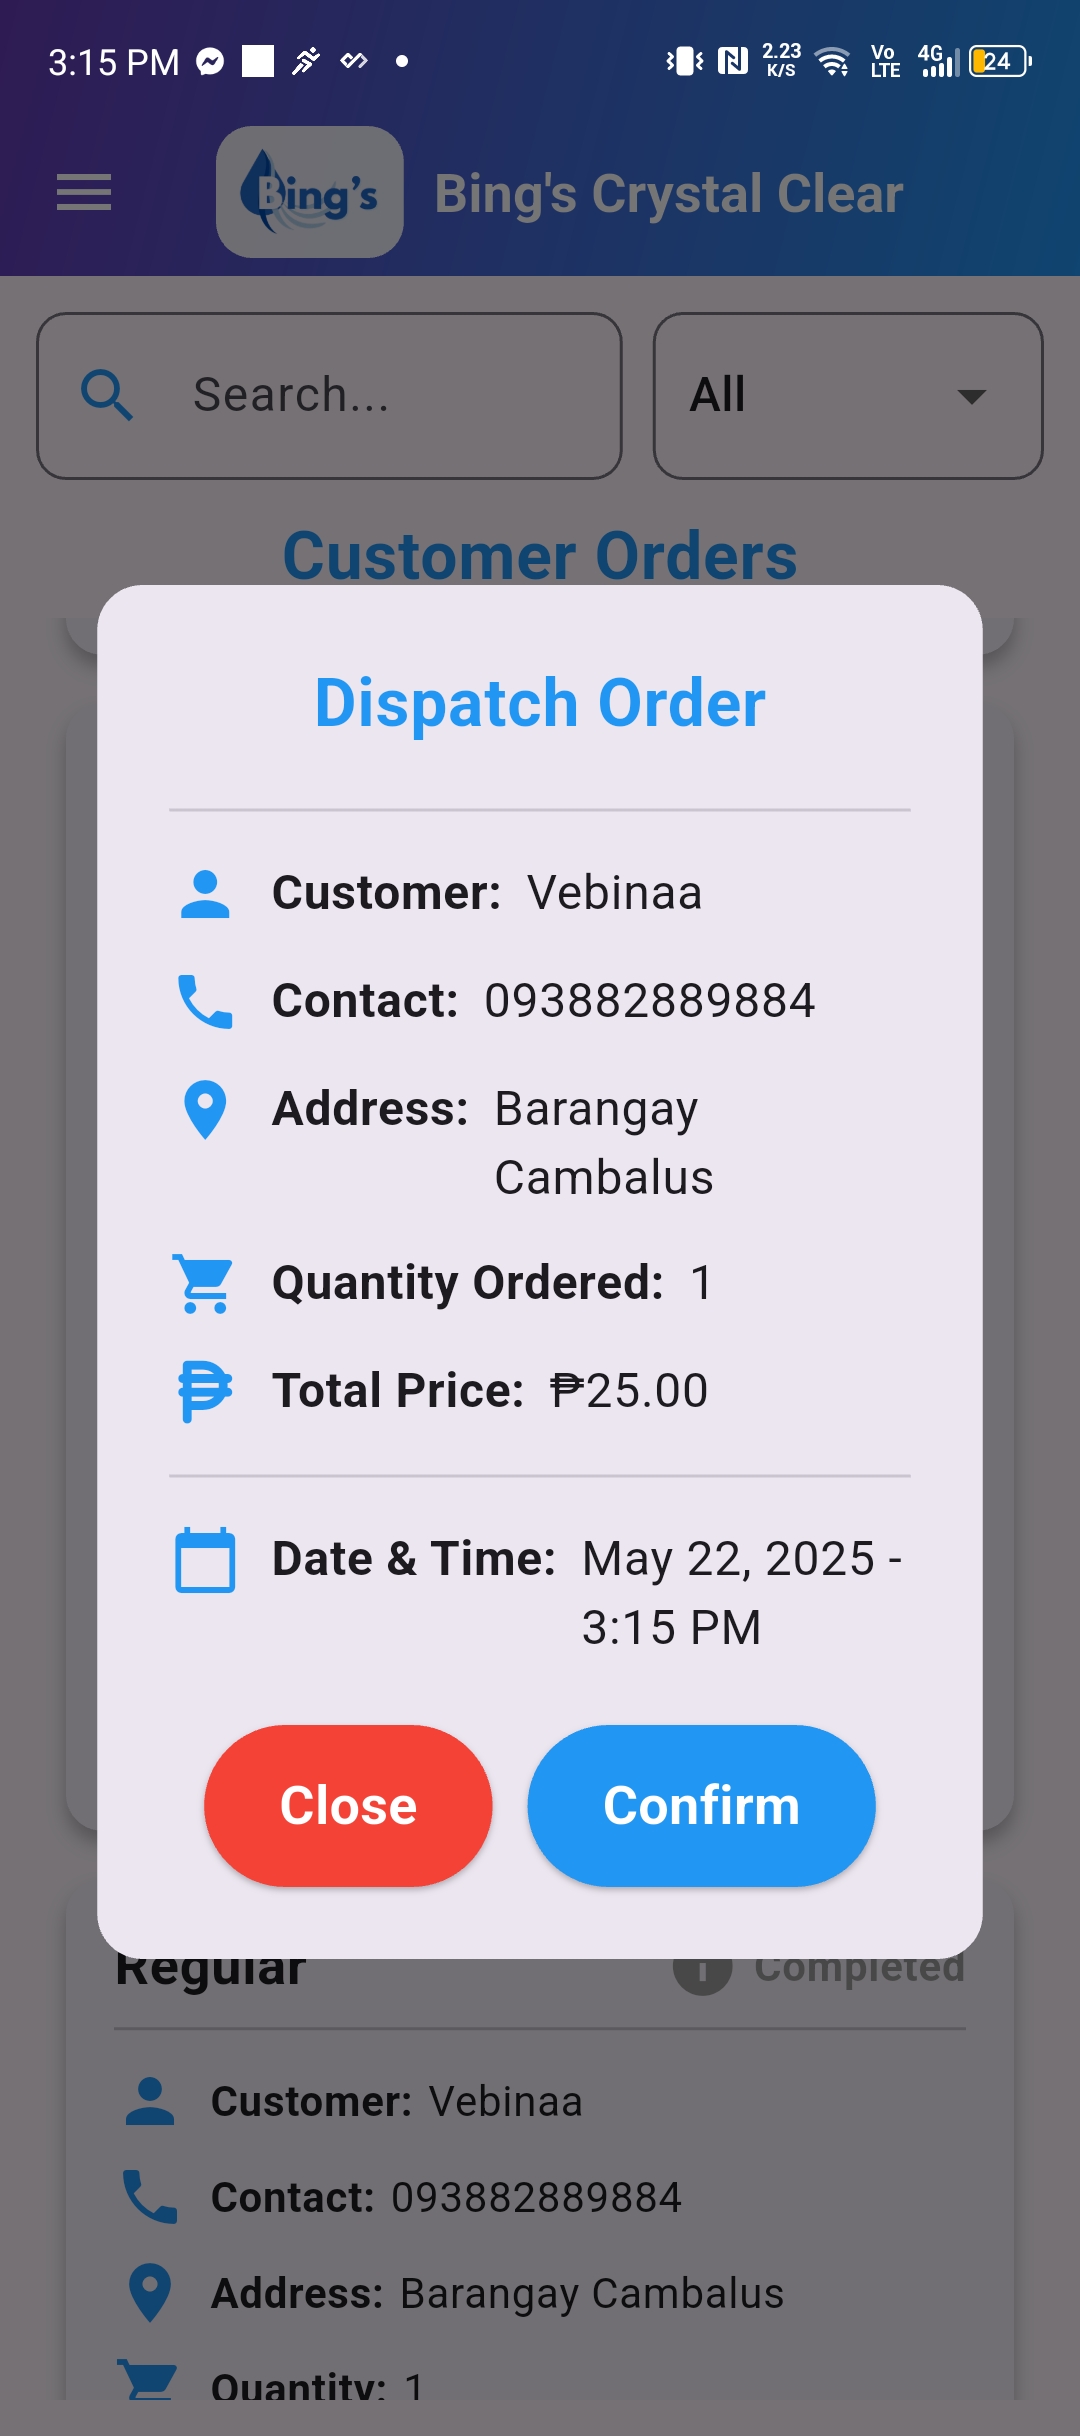 3:15 PM
2.23 K/S
Vo LTE
4G
24
Bing's
Bing's Crystal Clear
Search...
All
Customer Orders
Dispatch Order
Customer: Vebinaa
Contact: 093882889884
Address: Barangay
Cambalus
Quantity Ordered: 1
Total Price: ₱25.00
Date & Time: May 22, 2025 -
3:15 PM
Close
Confirm
Regular
Completed
Customer: Vebinaa
Contact: 093882889884
Address: Barangay Cambalus
Quantity: 1